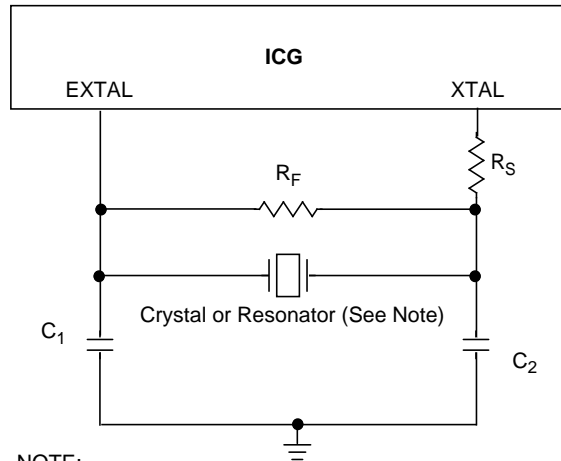 ICG
EXTAL XTAL
R_S
R_F
Crystal or Resonator (See Note)
C_1
C_2
NOTE: